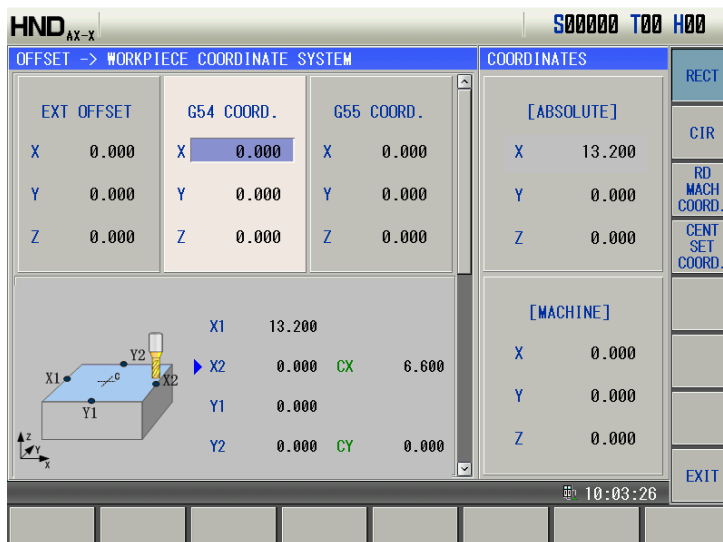 HND AX-X S00000 T00 H00
OFFSET -> WORKPIECE COORDINATE SYSTEM
EXT OFFSET G54 COORD. G55 COORD.
X 0.000 X 0.000 X 0.000
Y 0.000 Y 0.000 Y 0.000
Z 0.000 Z 0.000 Z 0.000
X1 13.200
X2 0.000 CX 6.600
Y1 0.000
Y2 0.000 CY 0.000
Y2
X1
C
X2
Y1
Z
Y
X
COORDINATES
[ABSOLUTE]
X 13.200
Y 0.000
Z 0.000
[MACHINE]
X 0.000
Y 0.000
Z 0.000
10:03:26
RECT
CIR
RD
MACH
COORD.
CENT
SET
COORD.
EXIT